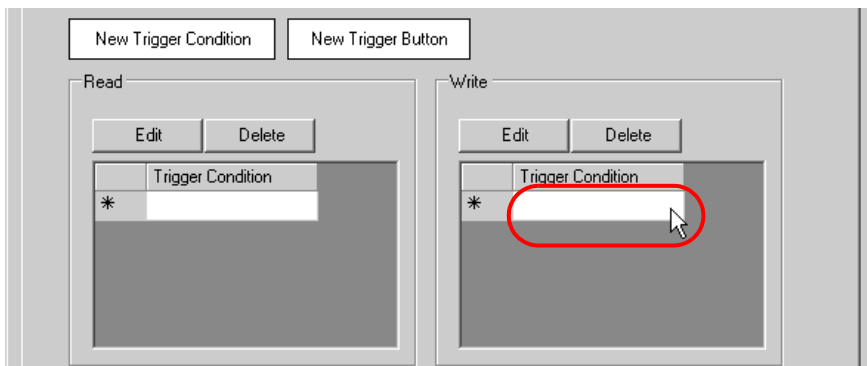 New Trigger Condition New Trigger Button
Read Write
Edit Delete Edit Delete
Trigger Condition Trigger Condition
* *